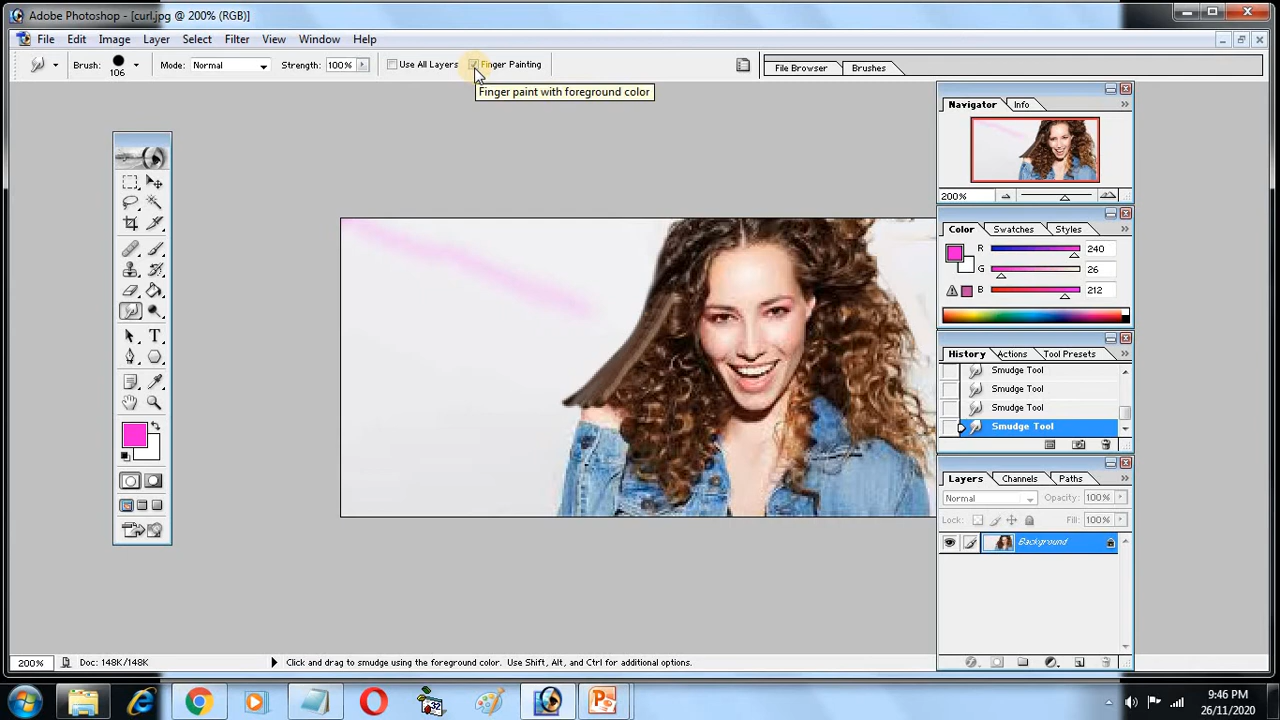 Adobe Photoshop - [curl.jpg @ 200% (RGB)]
File Edit Image Layer Select Filter View Window Help
Brush: 106 Mode: Normal Strength: 100% Use All Layers Finger Painting File Browser Brushes
Finger paint with foreground color
Navigator Info
200%
Color Swatches Styles
R 240
G 26
B 212
History Actions Tool Presets
Smudge Tool
Smudge Tool
Smudge Tool
Smudge Tool
Layers Channels Paths
Normal Opacity: 100%
Lock: Fill: 100%
Background
T
200% Doc: 148K/148K Click and drag to smudge using the foreground color. Use Shift, Alt, and Ctrl for additional options.
9:46 PM
26/11/2020